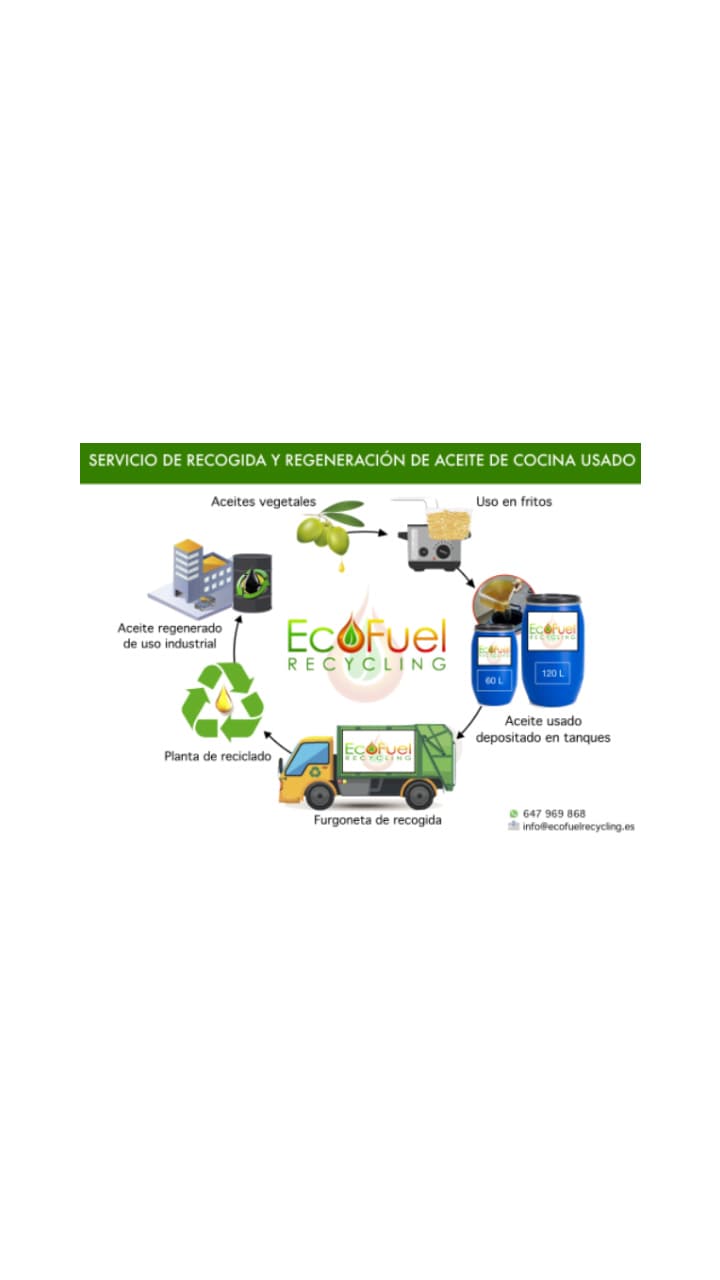 SERVICIO DE RECOGIDA Y REGENERACIÓN DE ACEITE DE COCINA USADO
Aceites vegetales
Uso en fritos
Aceite regenerado
de uso industrial
EcoFuel
RECYCLING
EcoFuel
RECYCLING
60 L
EcoFuel
RECYCLING
120 L
Aceite usado
depositado en tanques
Planta de reciclado
EcoFuel
RECYCLING
Furgoneta de recogida
647 969 868
info@ecofuelrecycling.es